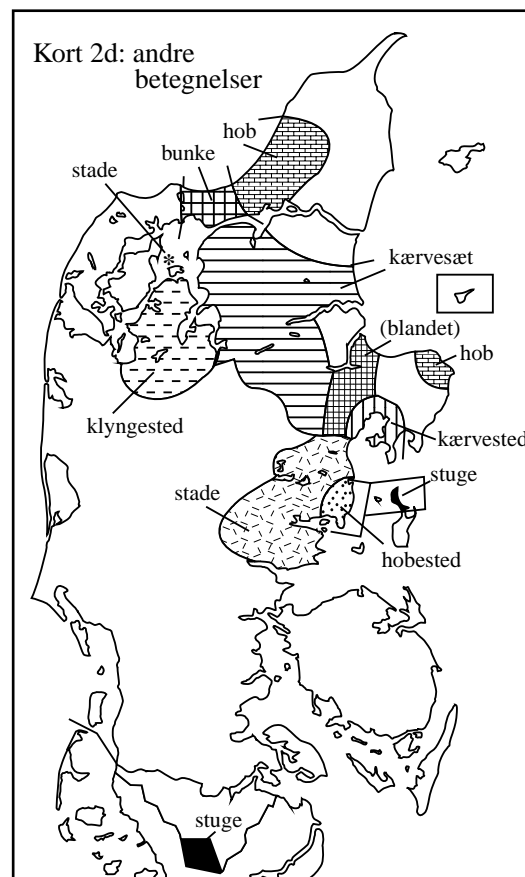 Kort 2d: andre
betegnelser
hob
bunke
stade
*
kærvesæt
(blandet)
hob
klyngested
kærvested
stuge
stade
hobested
stuge